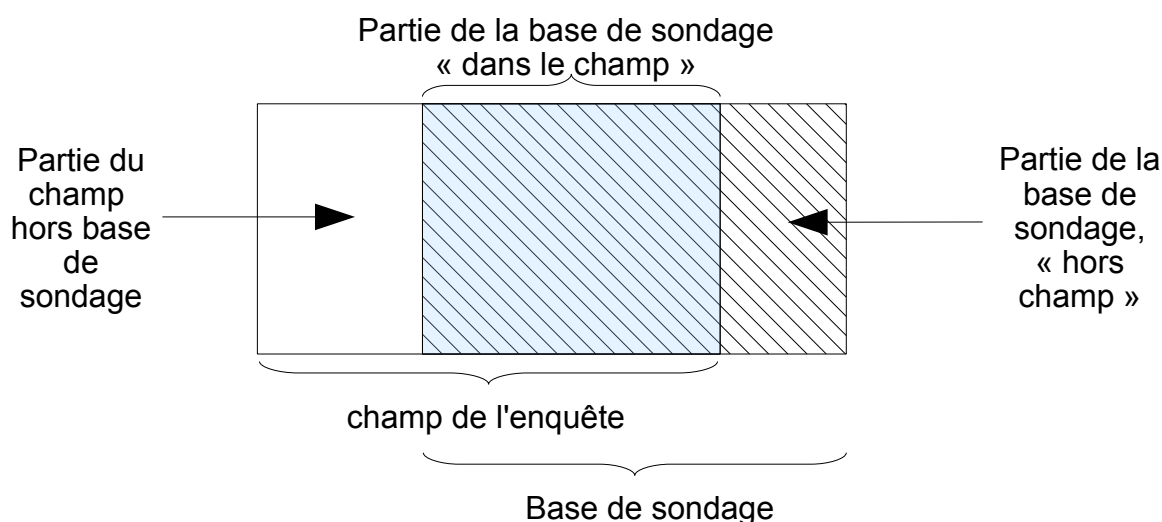 Partie de la base de sondage
« dans le champ »
Partie du
champ
hors base
de
sondage
Partie de la
base de
sondage,
« hors
champ »
champ de l'enquête
Base de sondage